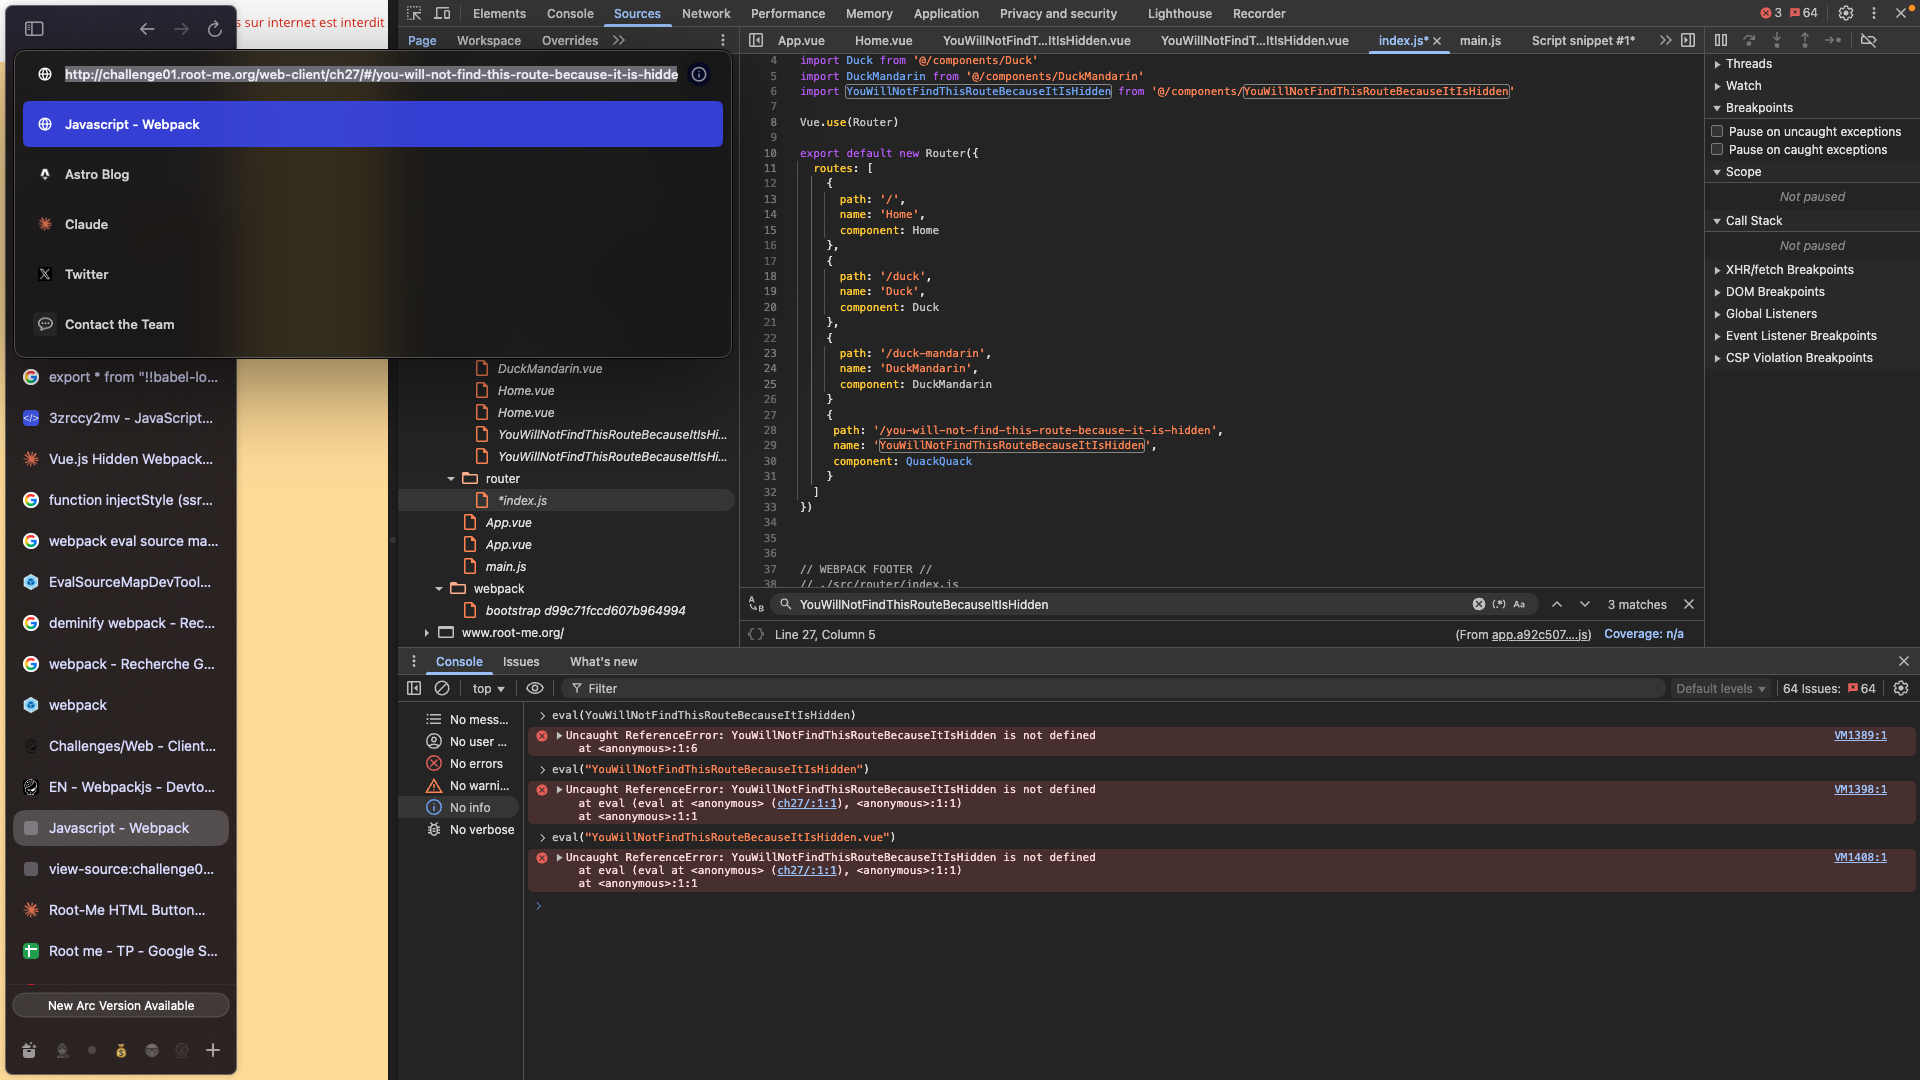 s sur internet est interdit
http://challenge01.root-me.org/web-client/ch27/#/you-will-not-find-this-route-because-it-is-hidde
Javascript - Webpack
Astro Blog
Claude
Twitter
Contact the Team
export * from "!!babel-lo...
3zrccy2mv - JavaScript...
Vue.js Hidden Webpack...
function injectStyle (ssr...
webpack eval source ma...
EvalSourceMapDevTool...
deminify webpack - Rec...
webpack - Recherche G...
webpack
Challenges/Web - Client...
EN - Webpackjs - Devto...
Javascript - Webpack
view-source:challenge0...
Root-Me HTML Button...
Root me - TP - Google S...
New Arc Version Available
Elements Console Sources Network Performance Memory Application Privacy and security Lighthouse Recorder
3 64
Page Workspace Overrides
DuckMandarin.vue
Home.vue
Home.vue
YouWillNotFindThisRouteBecauseItIsHi...
YouWillNotFindThisRouteBecauseItIsHi...
router
*index.js
App.vue
App.vue
main.js
webpack
bootstrap d99c71fccd607b964994
www.root-me.org/
App.vue Home.vue YouWillNotFindT...ItIsHidden.vue YouWillNotFindT...ItIsHidden.vue index.js* main.js Script snippet #1*
4 import Duck from '@/components/Duck'
5 import DuckMandarin from '@/components/DuckMandarin'
6 import YouWillNotFindThisRouteBecauseItIsHidden from '@/components/YouWillNotFindThisRouteBecauseItIsHidden'
7
8 Vue.use(Router)
9
10 export default new Router({
11 routes: [
12 {
13 path: '/',
14 name: 'Home',
15 component: Home
16 },
17 {
18 path: '/duck',
19 name: 'Duck',
20 component: Duck
21 },
22 {
23 path: '/duck-mandarin',
24 name: 'DuckMandarin',
25 component: DuckMandarin
26 }
27 {
28 path: '/you-will-not-find-this-route-because-it-is-hidden',
29 name: 'YouWillNotFindThisRouteBecauseItIsHidden',
30 component: QuackQuack
31 }
32 ]
33 })
34
35
36
37 // WEBPACK FOOTER //
38 // ./src/router/index.js
YouWillNotFindThisRouteBecauseItIsHidden
3 matches
{} Line 27, Column 5
(From app.a92c507....js) Coverage: n/a
Threads
Watch
Breakpoints
Pause on uncaught exceptions
Pause on caught exceptions
Scope
Not paused
Call Stack
Not paused
XHR/fetch Breakpoints
DOM Breakpoints
Global Listeners
Event Listener Breakpoints
CSP Violation Breakpoints
Console Issues What's new
top Filter Default levels 64 Issues: 64
No mess...
No user ...
No errors
No warni...
No info
No verbose
> eval(YouWillNotFindThisRouteBecauseItIsHidden)
Uncaught ReferenceError: YouWillNotFindThisRouteBecauseItIsHidden is not defined VM1389:1
at <anonymous>:1:6
> eval("YouWillNotFindThisRouteBecauseItIsHidden")
Uncaught ReferenceError: YouWillNotFindThisRouteBecauseItIsHidden is not defined VM1398:1
at eval (eval at <anonymous> (ch27/:1:1), <anonymous>:1:1)
at <anonymous>:1:1
> eval("YouWillNotFindThisRouteBecauseItIsHidden.vue")
Uncaught ReferenceError: YouWillNotFindThisRouteBecauseItIsHidden is not defined VM1408:1
at eval (eval at <anonymous> (ch27/:1:1), <anonymous>:1:1)
at <anonymous>:1:1
>